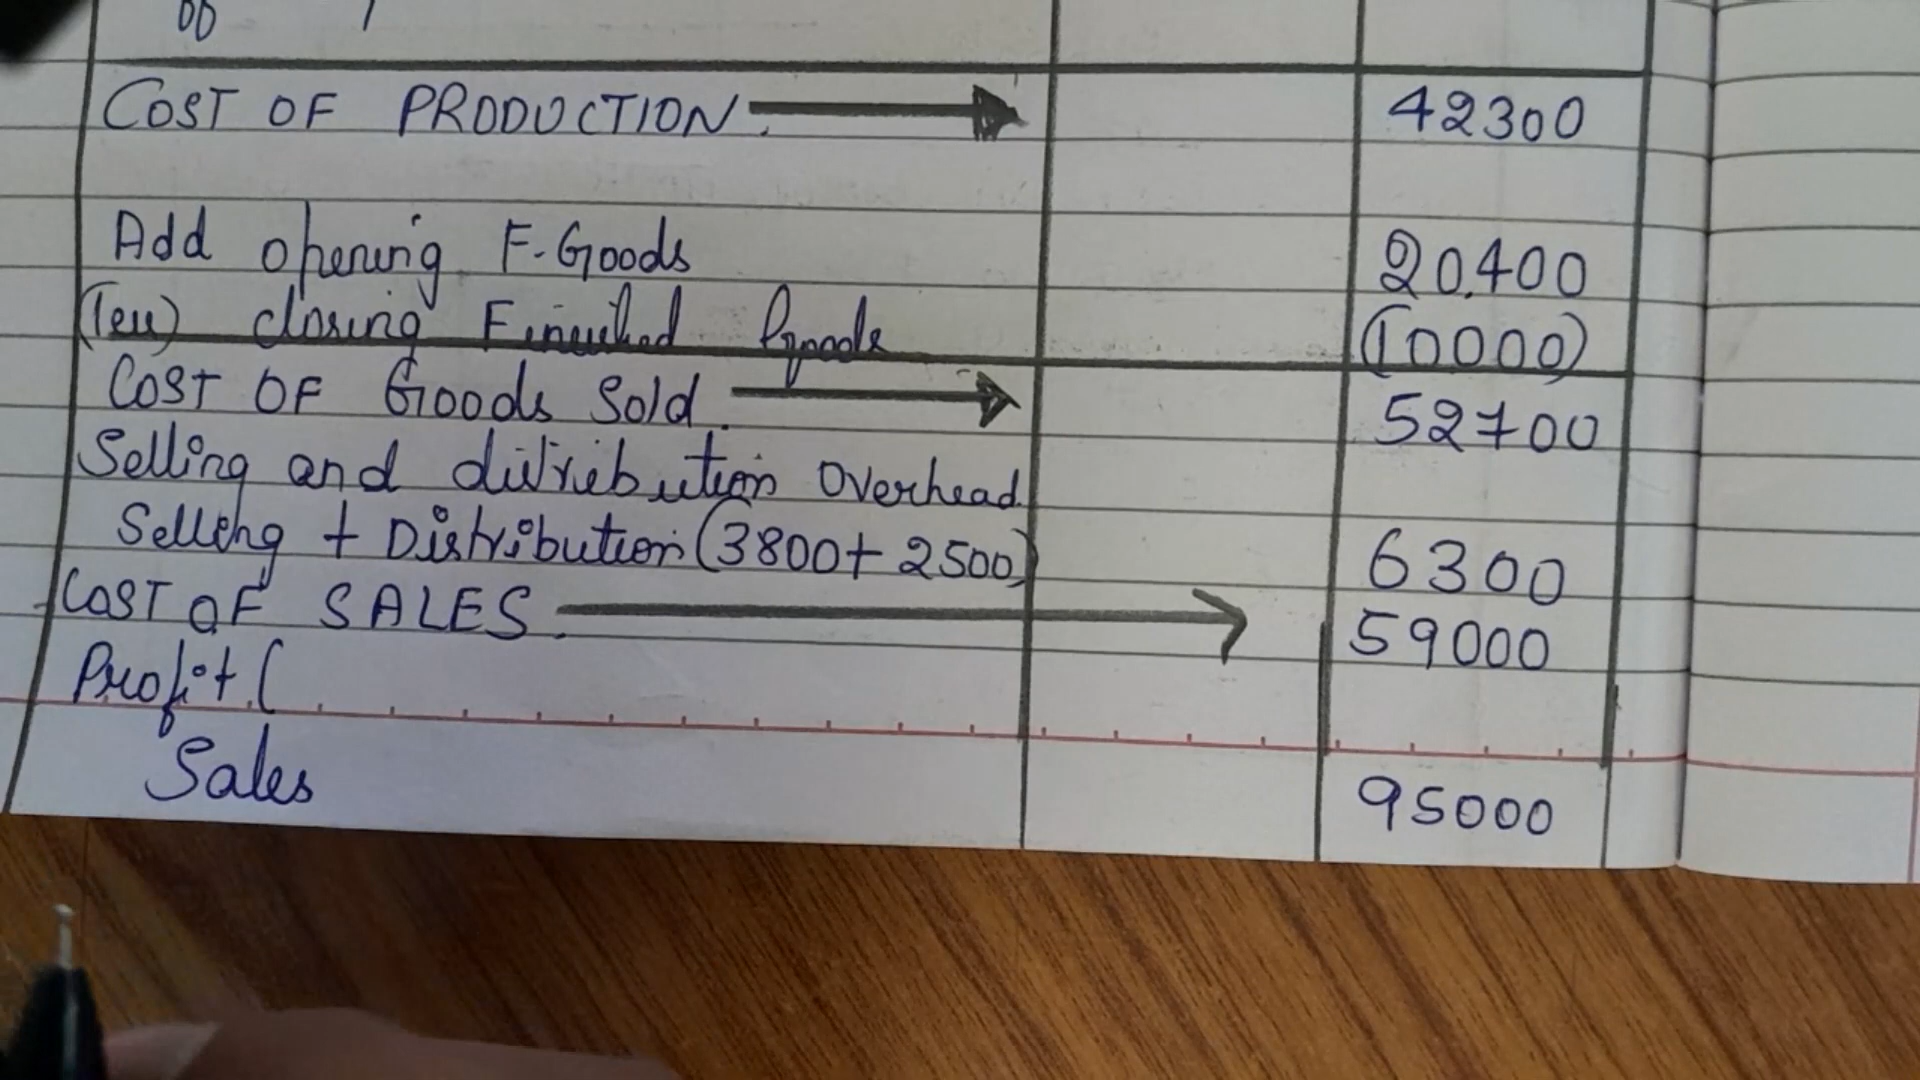 COST OF PRODUCTION. 42300
Add opening F. Goods 20,400
(less) closing Finished Goods (10000)
COST OF Goods Sold. 52700
Selling and distribution Overhead.
Selling + Distribution (3800+ 2500) 6300
COST OF SALES. 59000
Profit (
Sales 95000